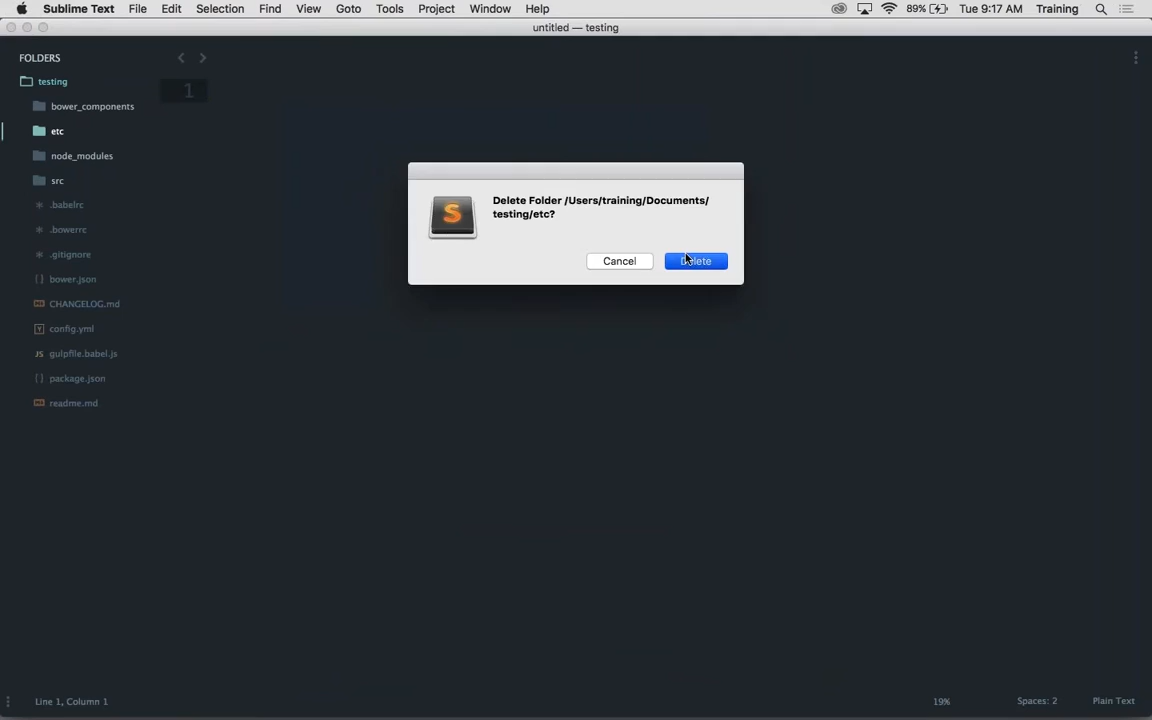 Sublime Text File Edit Selection Find View Goto Tools Project Window Help 89% Tue 9:17 AM Training
untitled — testing
FOLDERS
testing
1
bower_components
etc
node_modules
src
.babelrc
.bowerrc
.gitignore
{ } bower.json
CHANGELOG.md
Y config.yml
JS gulpfile.babel.js
{ } package.json
readme.md
S
Delete Folder /Users/training/Documents/
testing/etc?
Cancel Delete
Line 1, Column 1 19% Spaces: 2 Plain Text